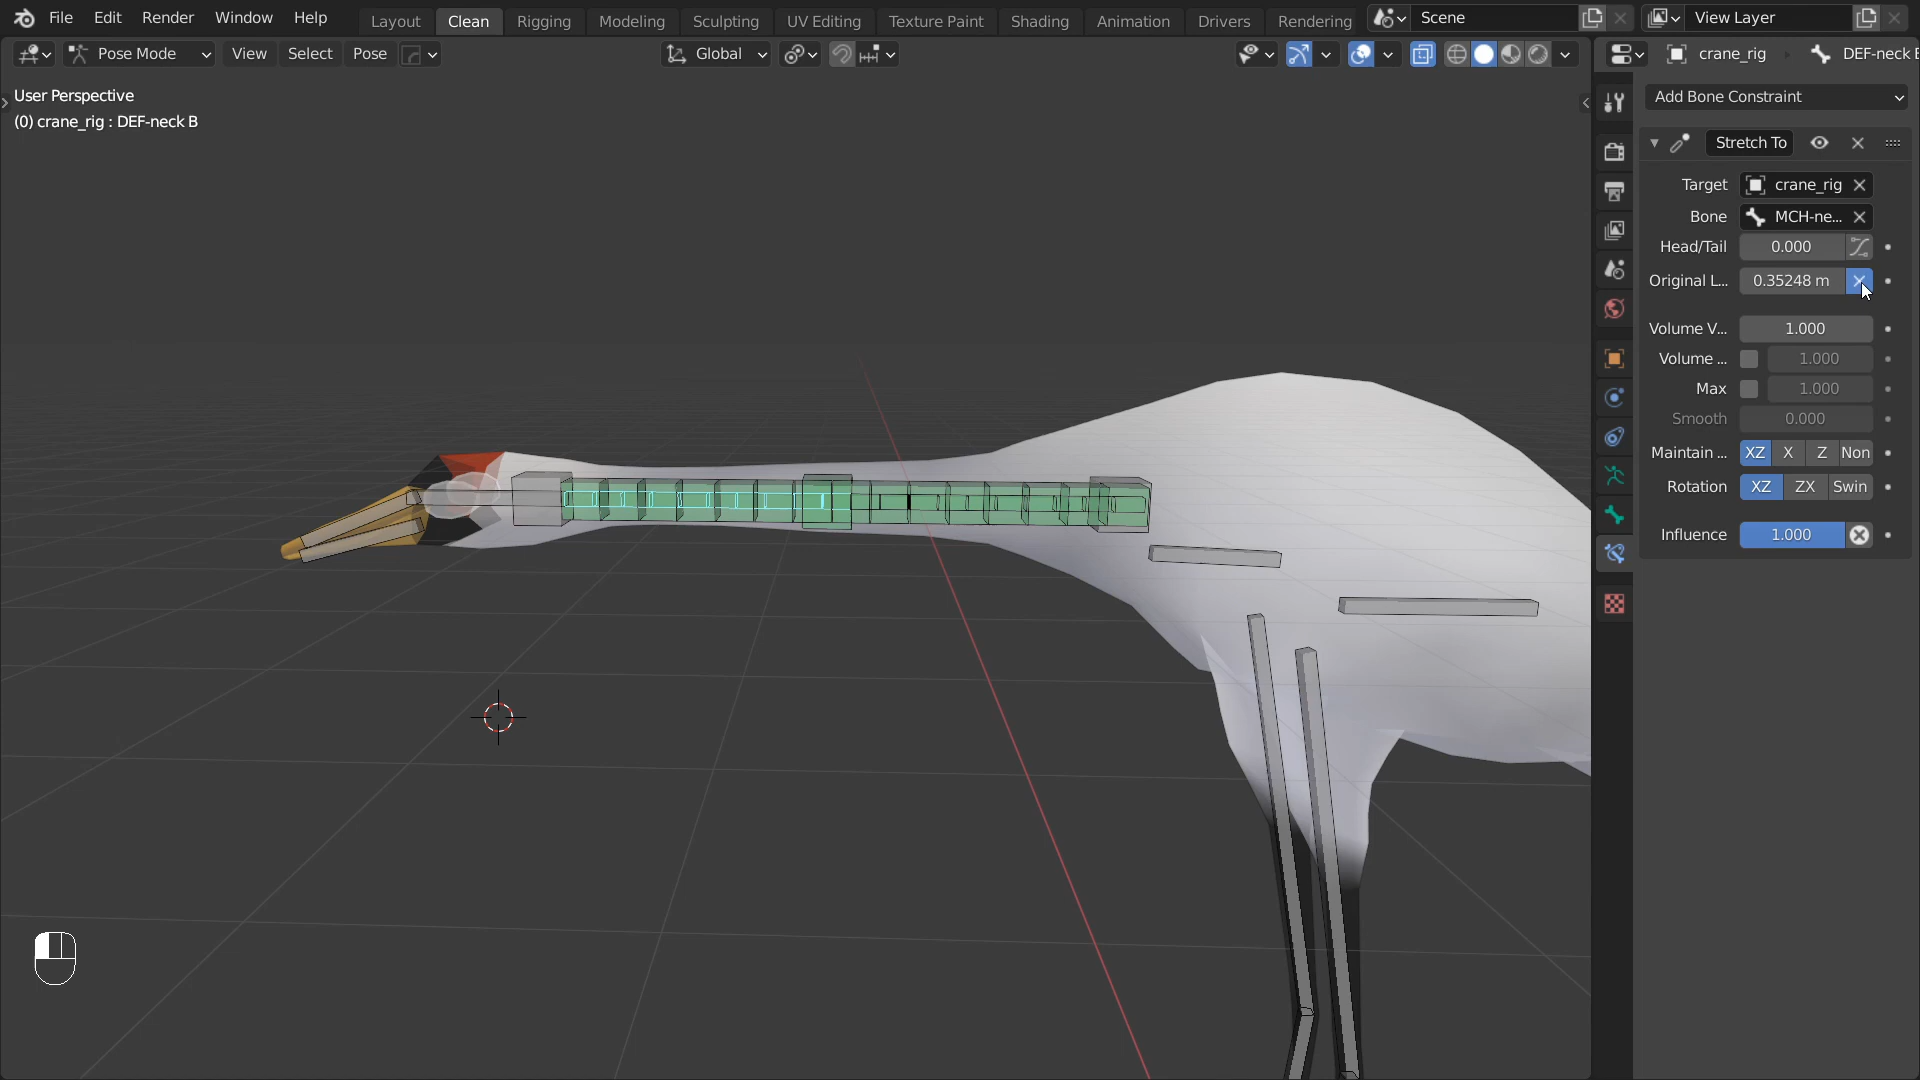 File Edit Render Window Help
Layout Clean Rigging Modeling Sculpting UV Editing Texture Paint Shading Animation Drivers Rendering
Scene
View Layer
Pose Mode View Select Pose
Global
crane_rig DEF-neck
User Perspective
(0) crane_rig : DEF-neck B
Add Bone Constraint
Stretch To
Target crane_rig
Bone MCH-ne...
Head/Tail 0.000
Original L... 0.35248 m
Volume V... 1.000
Volume ... 1.000
Max 1.000
Smooth 0.000
Maintain ... XZ X Z Non
Rotation XZ ZX Swin
Influence 1.000